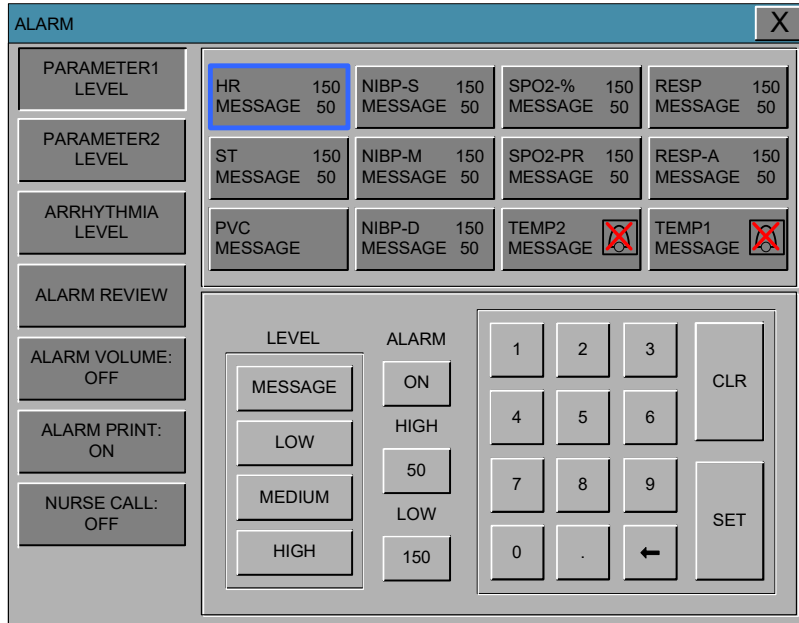 ALARM
X
PARAMETER1
LEVEL
PARAMETER2
LEVEL
ARRHYTHMIA
LEVEL
ALARM REVIEW
ALARM VOLUME:
OFF
ALARM PRINT:
ON
NURSE CALL:
OFF
HR 150
MESSAGE 50
NIBP-S 150
MESSAGE 50
SPO2-% 150
MESSAGE 50
RESP 150
MESSAGE 50
ST 150
MESSAGE 50
NIBP-M 150
MESSAGE 50
SPO2-PR 150
MESSAGE 50
RESP-A 150
MESSAGE 50
PVC
MESSAGE
NIBP-D 150
MESSAGE 50
TEMP2
MESSAGE
TEMP1
MESSAGE
LEVEL
MESSAGE
LOW
MEDIUM
HIGH
ALARM
ON
HIGH
50
LOW
150
1 2 3
4 5 6
7 8 9
0 . ←
CLR
SET